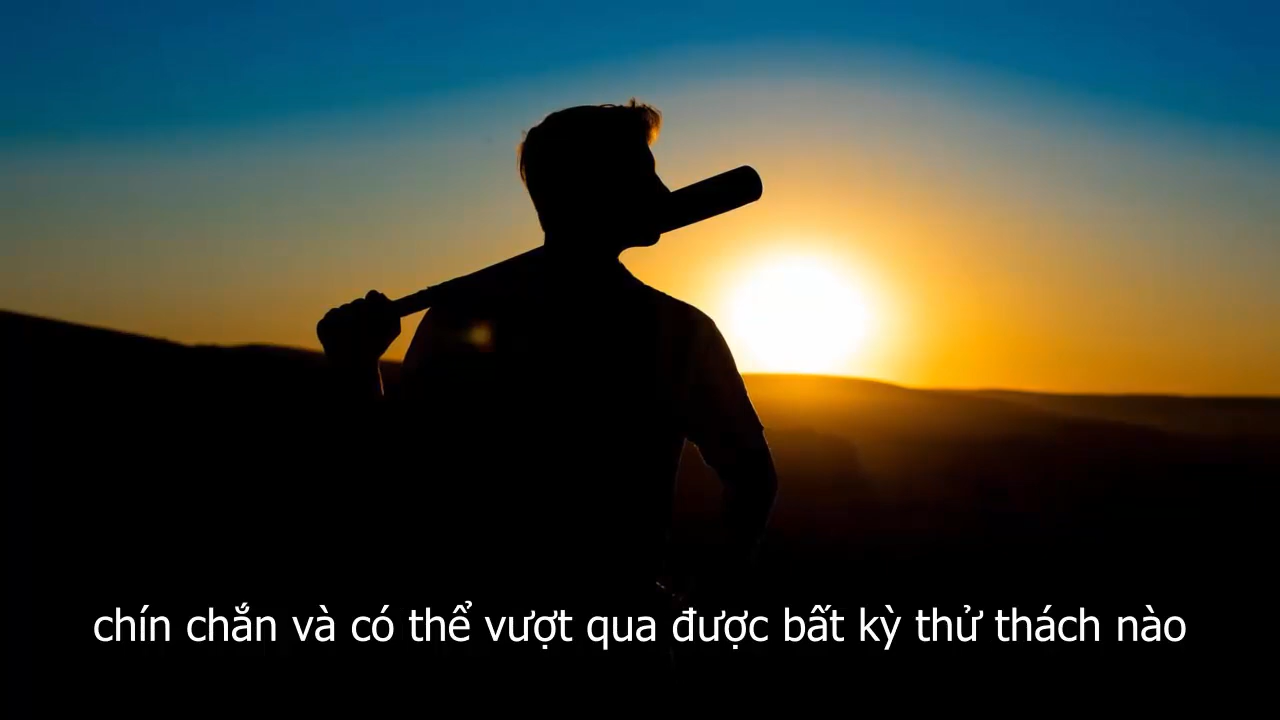 chín chắn và có thể vượt qua được bất kỳ thử thách nào